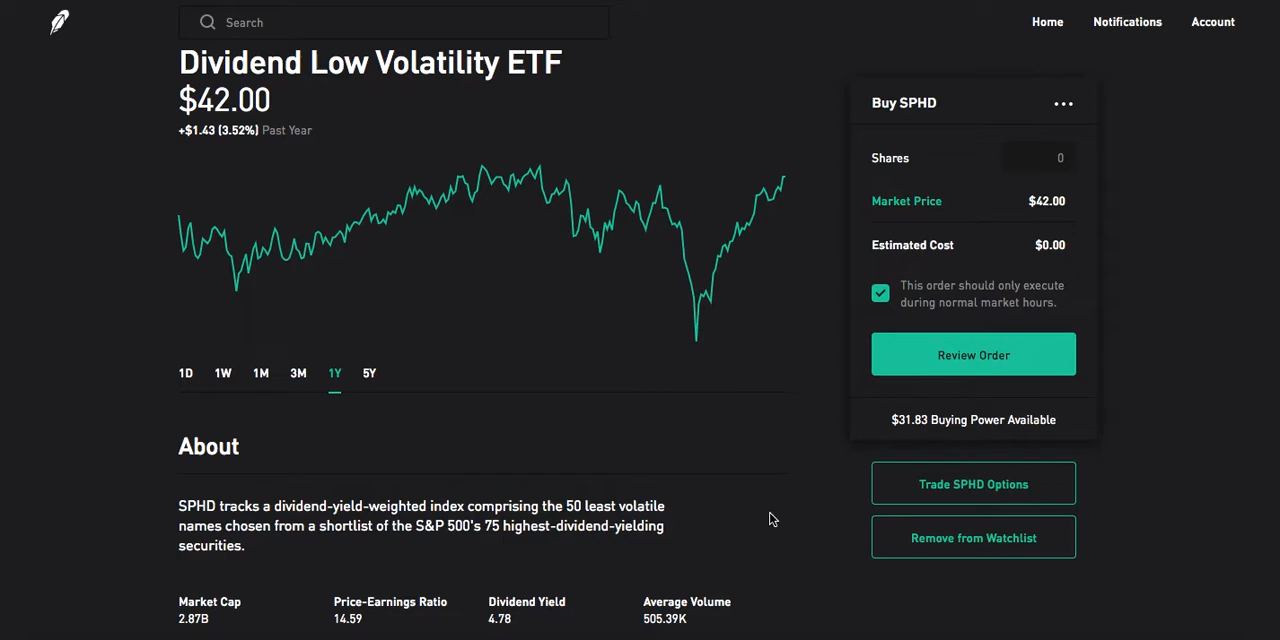 Search
Home Notifications Account
Dividend Low Volatility ETF
$42.00
+$1.43 (3.52%) Past Year
1D 1W 1M 3M 1Y 5Y
About
SPHD tracks a dividend-yield-weighted index comprising the 50 least volatile
names chosen from a shortlist of the S&P 500's 75 highest-dividend-yielding
securities.
Market Cap Price-Earnings Ratio Dividend Yield Average Volume
2.87B 14.59 4.78 505.39K
Buy SPHD
Shares 0
Market Price $42.00
Estimated Cost $0.00
This order should only execute
during normal market hours.
Review Order
$31.83 Buying Power Available
Trade SPHD Options
Remove from Watchlist